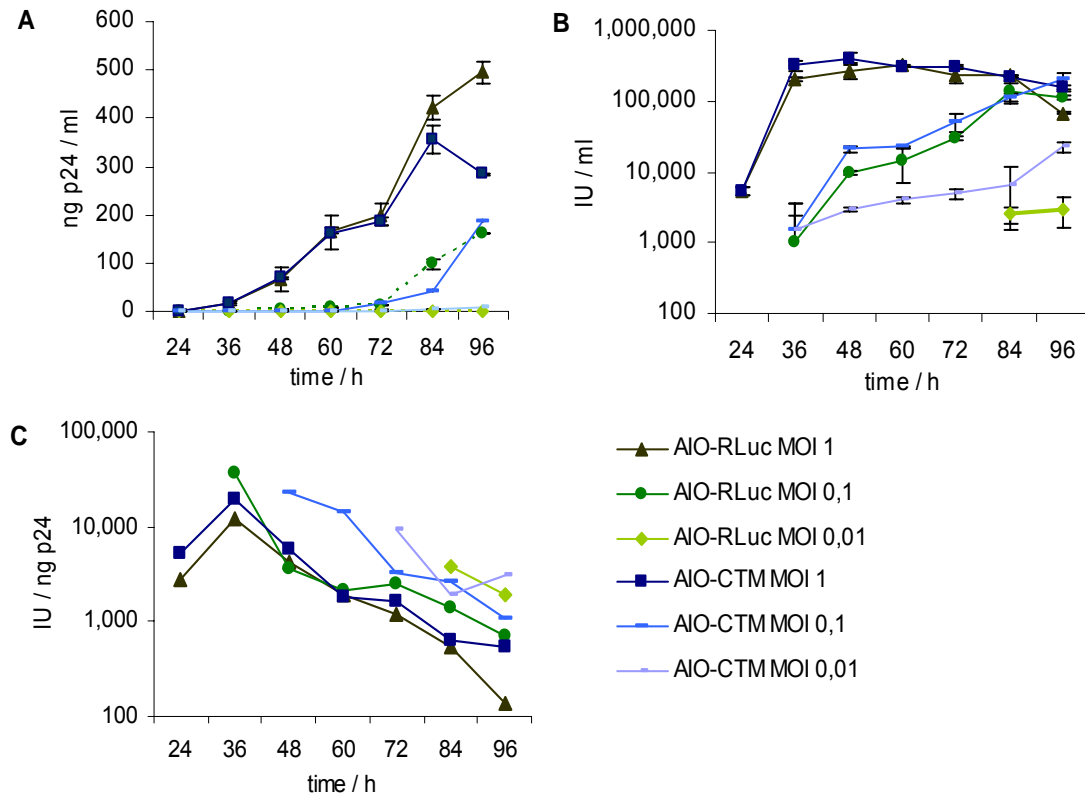 A
600
500
400
300
200
100
0
ng p24 / ml
24 36 48 60 72 84 96
time / h
B
1,000,000
100,000
10,000
1,000
100
IU / ml
24 36 48 60 72 84 96
time / h
C
100,000
10,000
1,000
100
IU / ng p24
24 36 48 60 72 84 96
time / h
AIO-RLuc MOI 1
AIO-RLuc MOI 0,1
AIO-RLuc MOI 0,01
AIO-CTM MOI 1
AIO-CTM MOI 0,1
AIO-CTM MOI 0,01